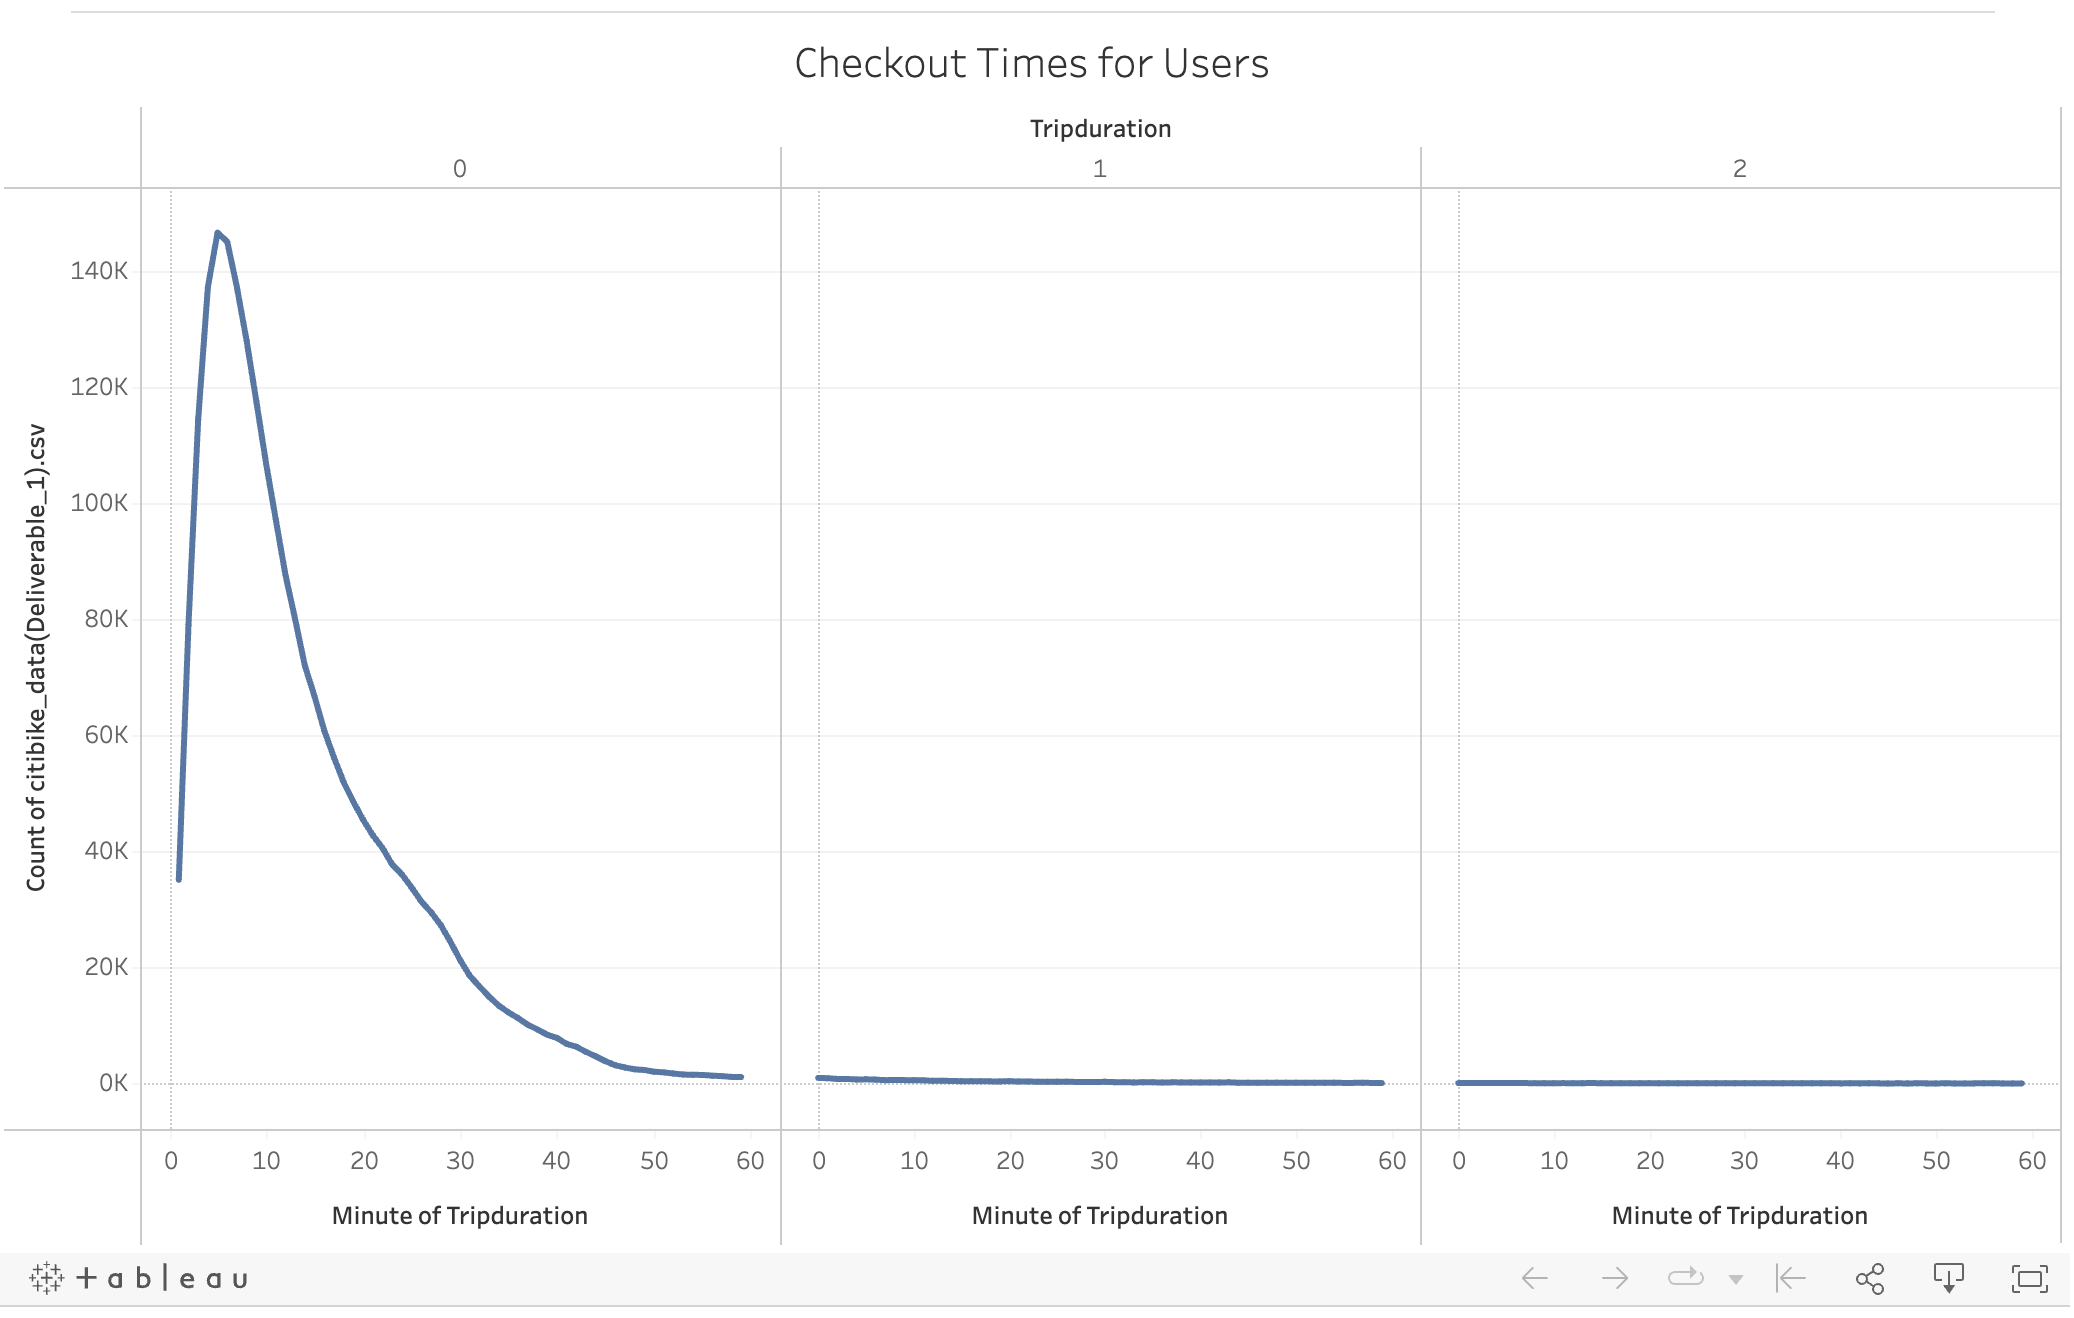 Checkout Times for Users
Tripduration
0 1 2
Count of citibike_data(Deliverable_1).csv
140K
120K
100K
80K
60K
40K
20K
0K
0 10 20 30 40 50 60 0 10 20 30 40 50 60 0 10 20 30 40 50 60
Minute of Tripduration Minute of Tripduration Minute of Tripduration
+ableau